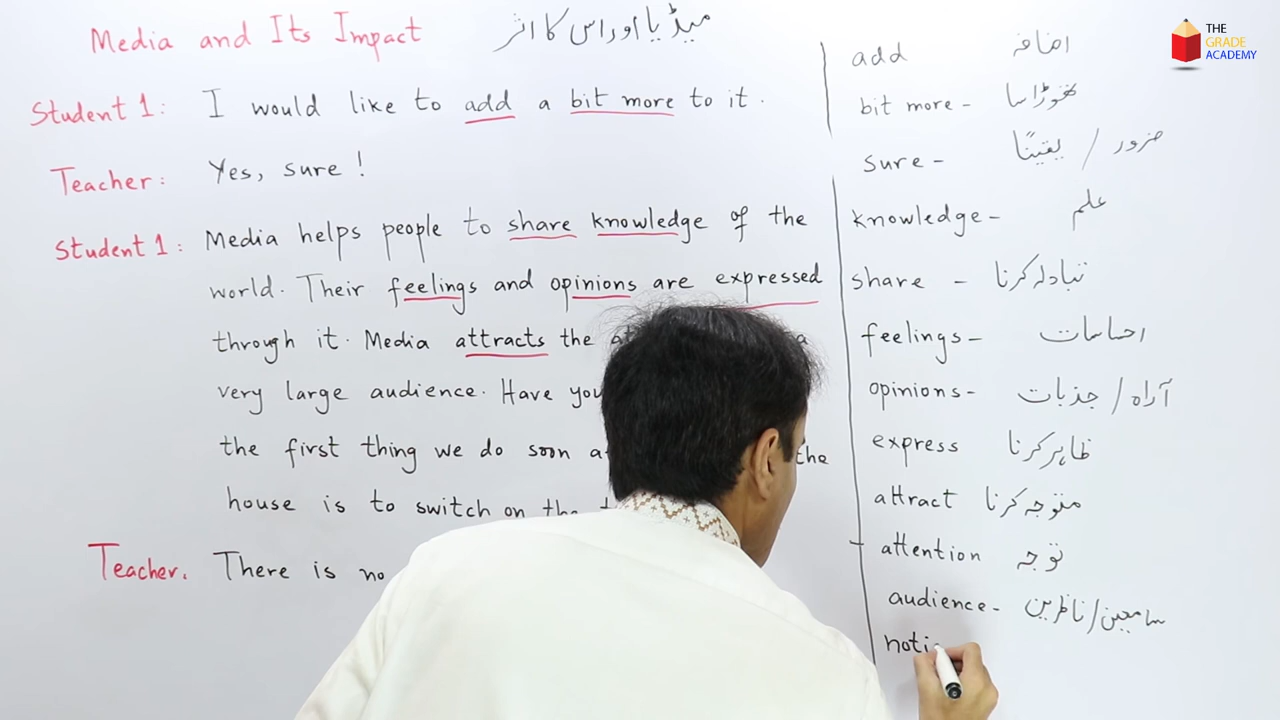 Media and Its Impact میڈیا اور اس کا اثر
Student 1: I would like to add a bit more to it.
Teacher: Yes, sure!
Student 1: Media helps people to share knowledge of the
world. Their feelings and opinions are expressed
through it. Media attracts the a
very large audience. Have you
the first thing we do soon the
house is to switch on the
Teacher. There is no
add اضافہ
bit more - تھوڑا سا
sure - ضرور / یقیناً
knowledge - علم
share - تبادلہ کرنا
feelings - احساسات
opinions - آراہ / جذبات
express ظاہر کرنا
attract متوجہ کرنا
attention توجہ
audience - سامعین/ناظرین
noti
THE
GRADE
ACADEMY